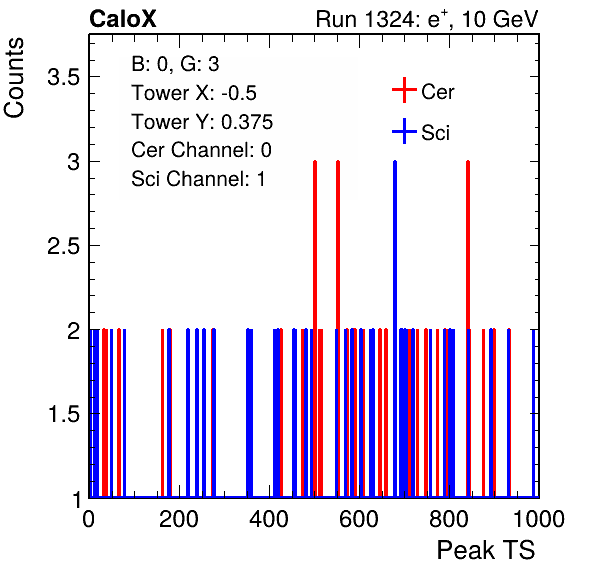 CaloX Run 1324: e⁺, 10 GeV
Counts
B: 0, G: 3
Tower X: -0.5
Tower Y: 0.375
Cer Channel: 0
Sci Channel: 1
Cer
Sci
3.5
3
2.5
2
1.5
1
0 200 400 600 800 1000
Peak TS